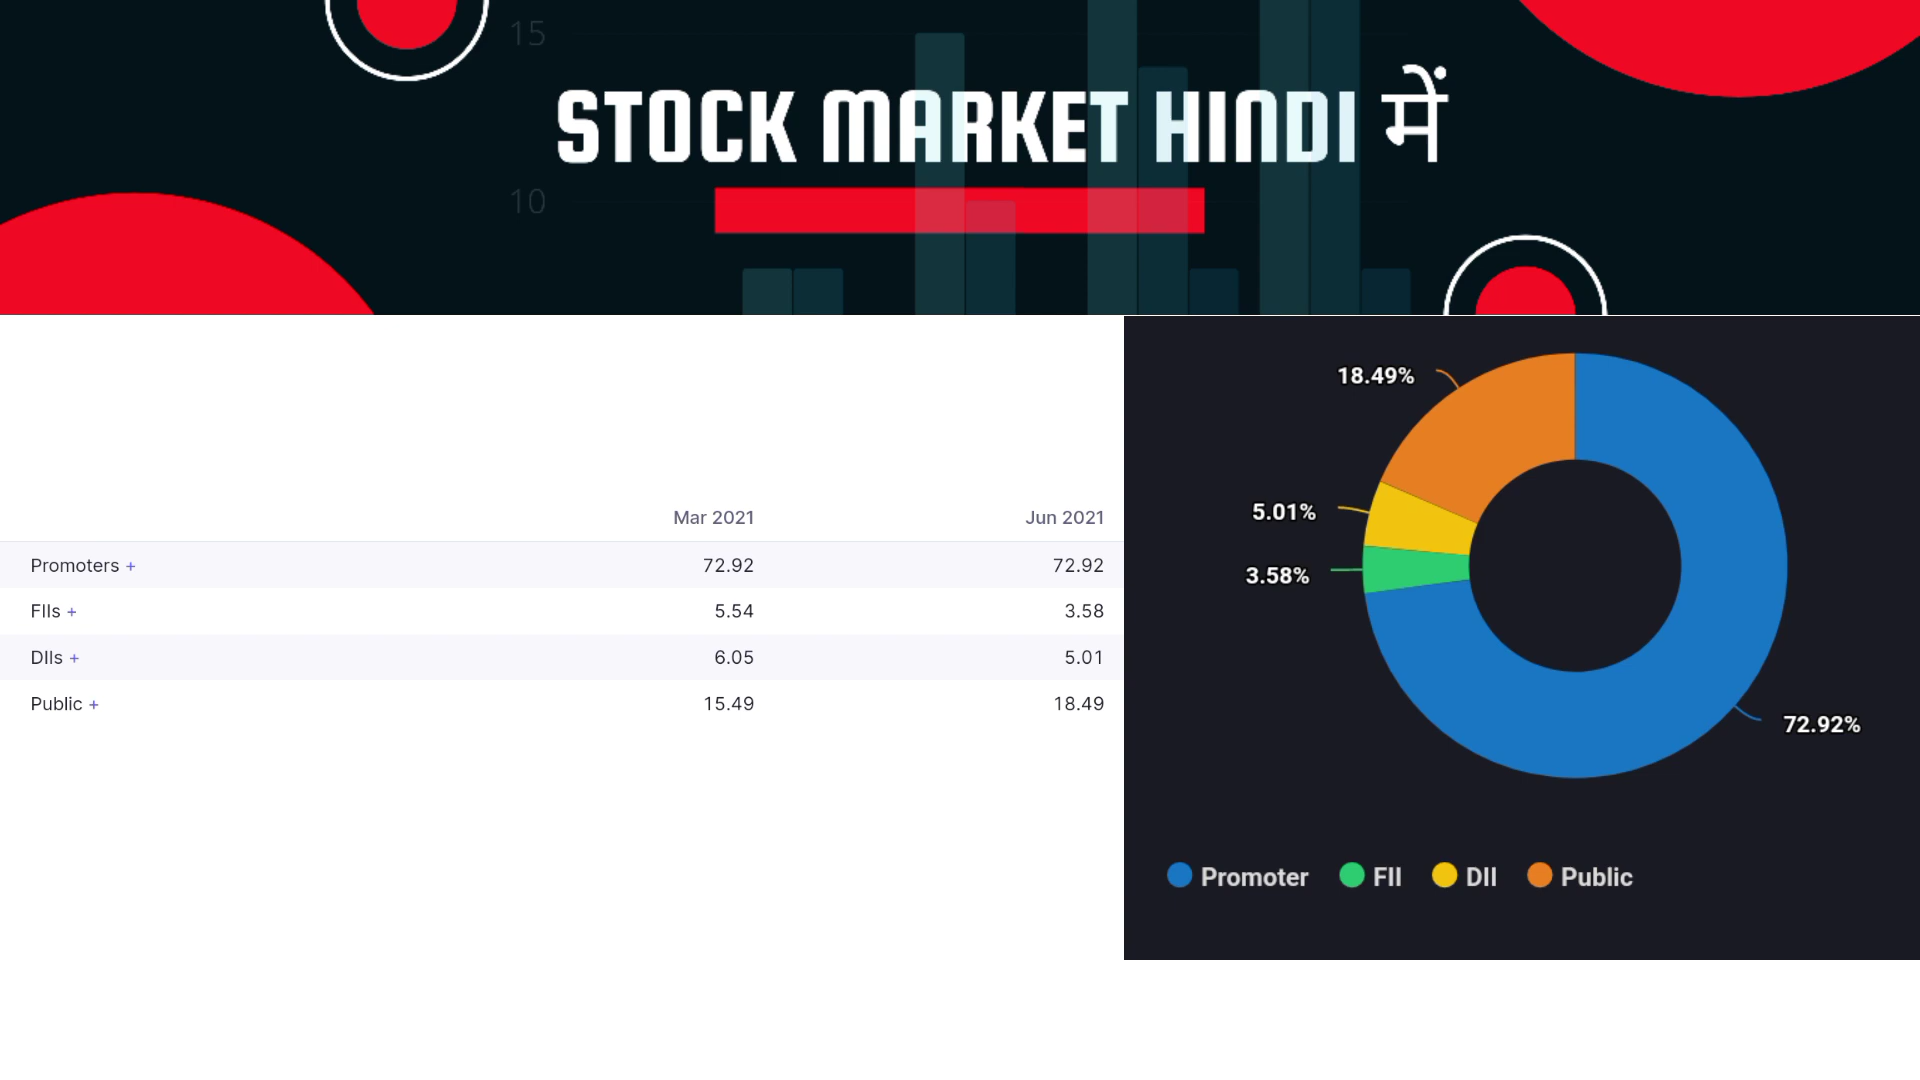 15
STOCK MARKET HINDI में
10
Mar 2021 Jun 2021
Promoters + 72.92 72.92
FIIs + 5.54 3.58
DIIs + 6.05 5.01
Public + 15.49 18.49
18.49%
5.01%
3.58%
72.92%
Promoter FII DII Public